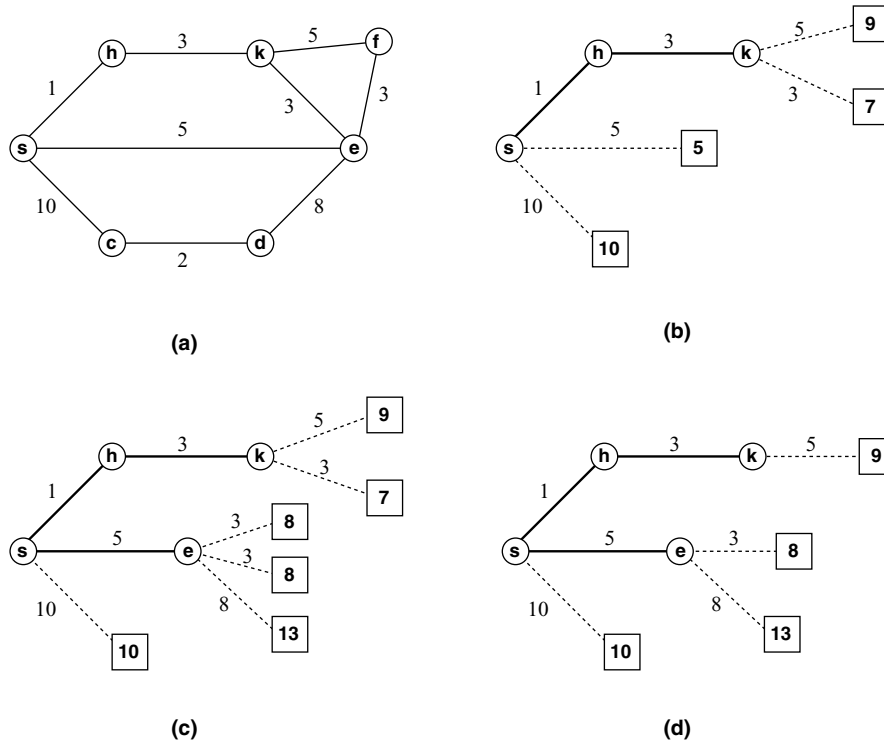 h 3 k 5 f
1 3 3
s 5 e
10 8
c 2 d
(a)
h 3 k 5 9
1 3 7
s 5 5
10 10
(b)
h 3 k 5 9
1 3 7
s 5 e 3 8
3 8
10 8 13
10
(c)
h 3 k 5 9
1
s 5 e 3 8
10 8 13
10
(d)